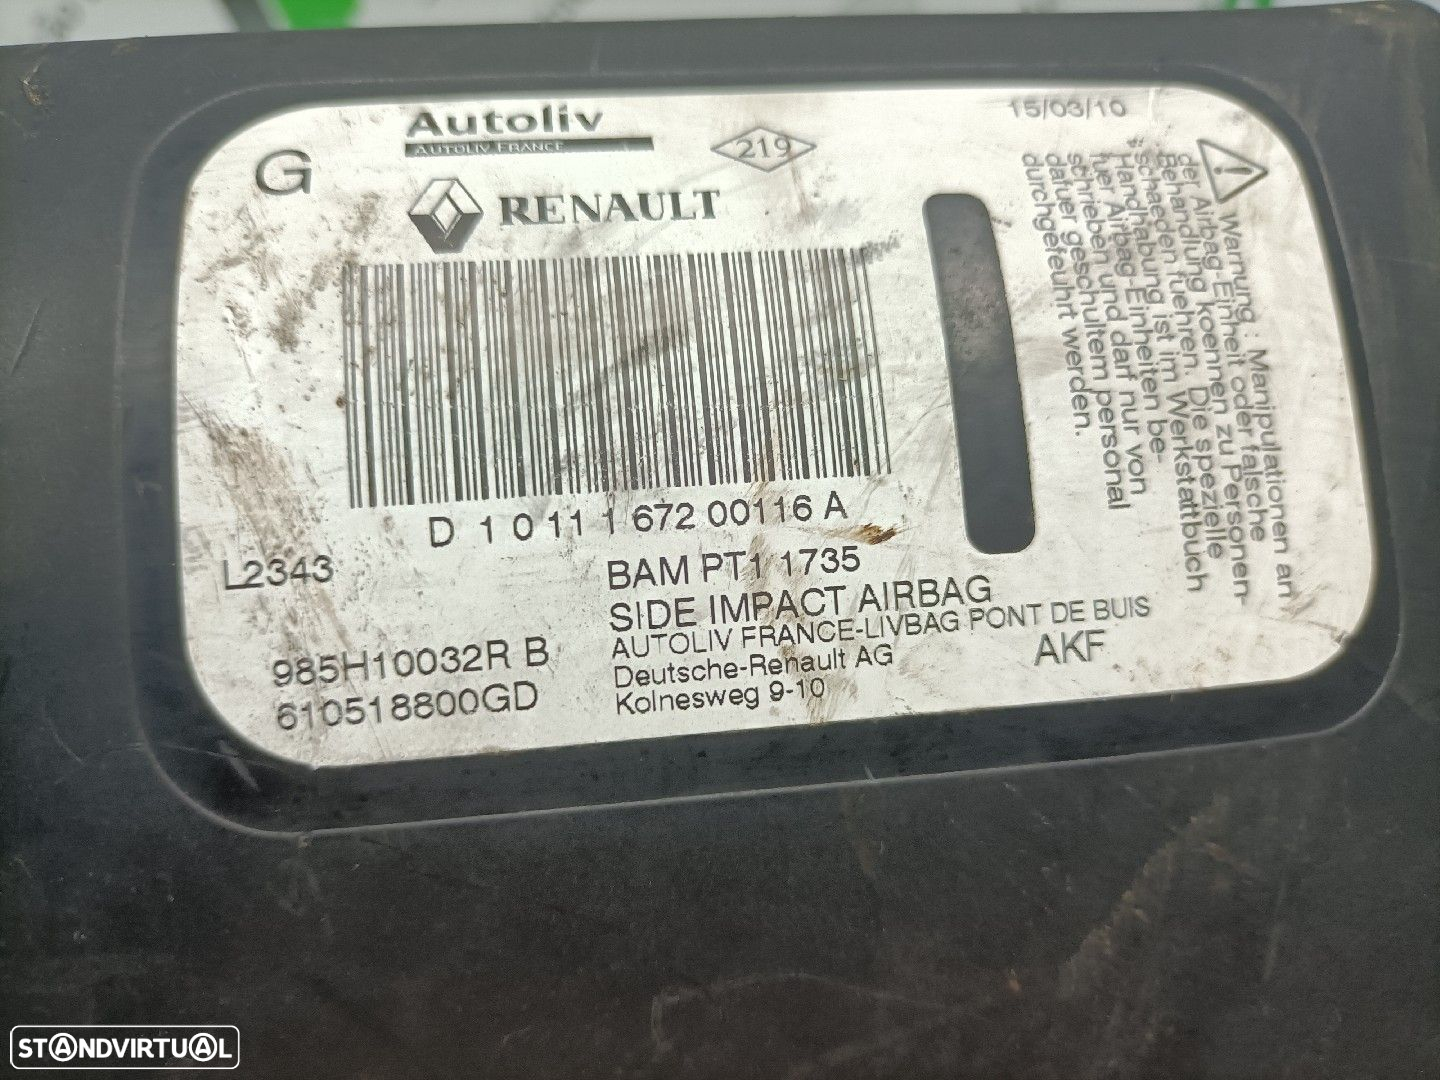 Autoliv
AUTOLIV FRANCE
G
219
15/03/10
RENAULT
D 1 0 11 1 672 00116 A
L2343
BAM PT1 1735
SIDE IMPACT AIRBAG
AUTOLIV FRANCE-LIVBAG PONT DE BUIS
985H10032R B
Deutsche-Renault AG
AKF
610518800GD
Kolnesweg 9-10
Warnung : Manipulationen an
der Airbag-Einheit oder falsche
Behandlung koennen zu Personen-
schaeden fuehren. Die spezielle
Handhabung ist im Werkstattbuch
fuer Airbag-Einheiten be-
schrieben und darf nur von
dafuer geschultem personal
durchgefeuhrt werden.
STANDVIRTUAL